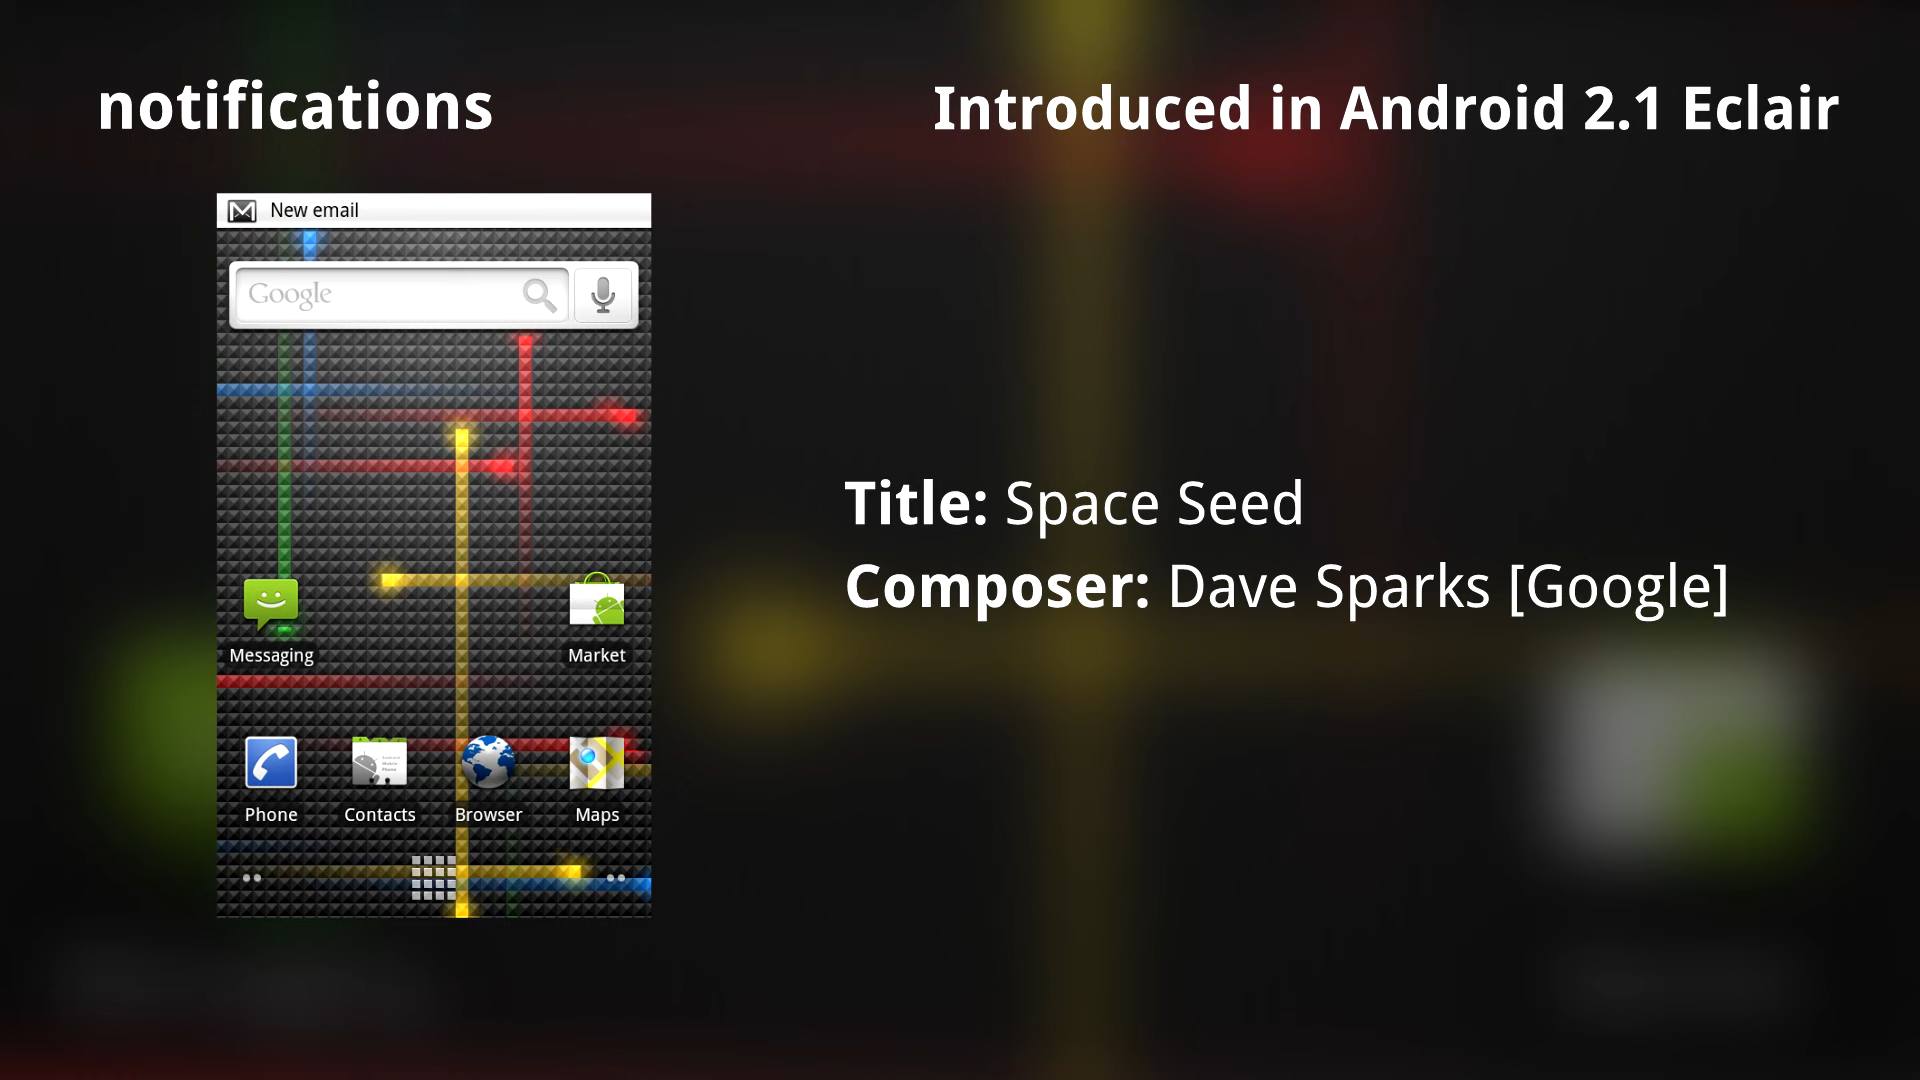 notifications
Introduced in Android 2.1 Eclair
New email
Google
Title: Space Seed
Composer: Dave Sparks [Google]
Messaging
Market
Phone
Contacts
Browser
Maps